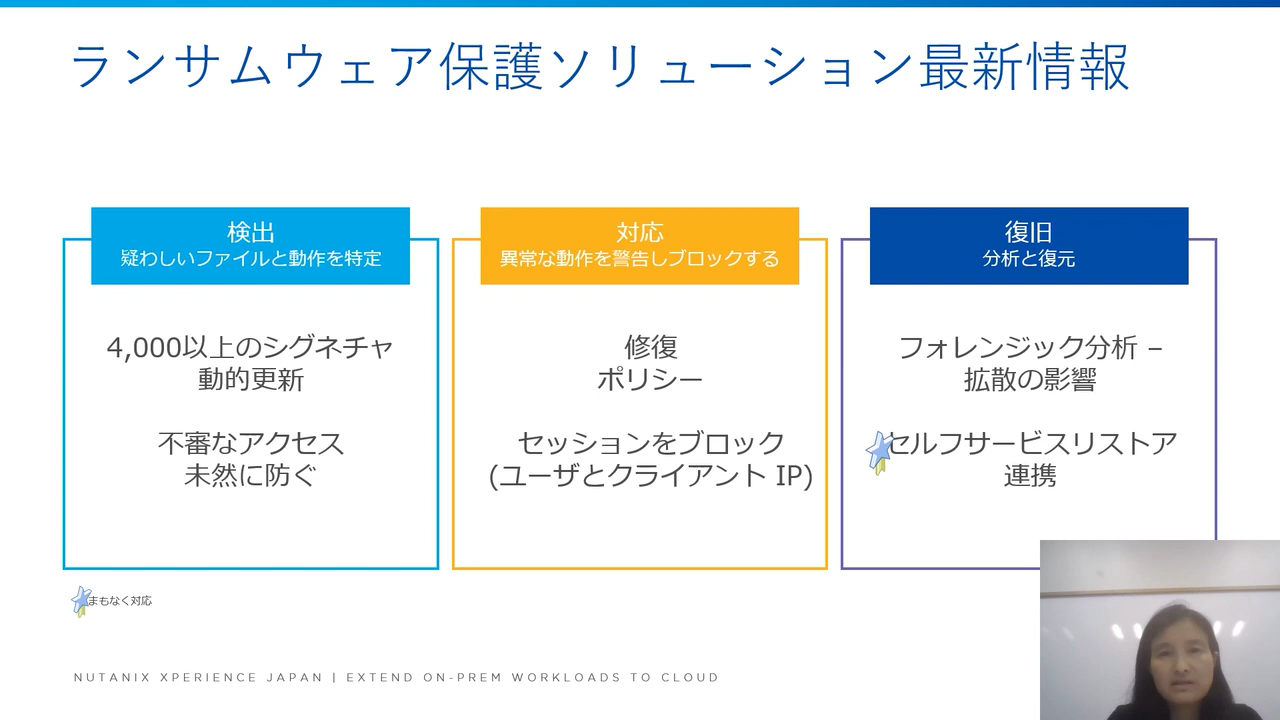 ランサムウェア保護ソリューション最新情報
検出
疑わしいファイルと動作を特定
4,000以上のシグネチャ
動的更新
不審なアクセス
未然に防ぐ
対応
異常な動作を警告しブロックする
修復
ポリシー
セッションをブロック
(ユーザとクライアント IP)
復旧
分析と復元
フォレンジック分析 –
拡散の影響
セルフサービスリストア
連携
まもなく対応
NUTANIX XPERIENCE JAPAN | EXTEND ON-PREM WORKLOADS TO CLOUD